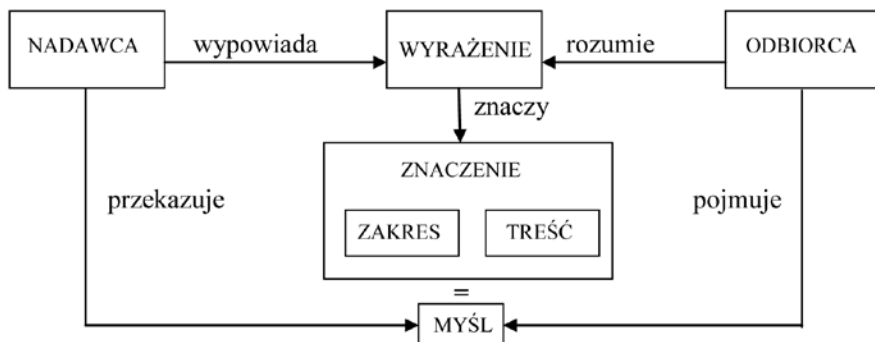 NADAWCA
wypowiada
WYRAŻENIE
rozumie
ODBIORCA
znaczy
ZNACZENIE
przekazuje
pojmuje
ZAKRES
TREŚĆ
=
MYŚL